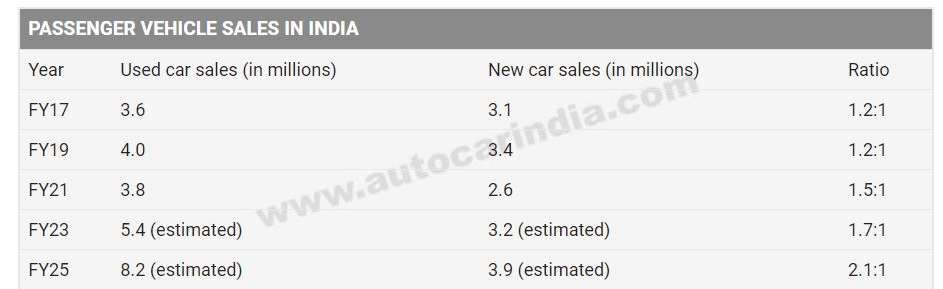 PASSENGER VEHICLE SALES IN INDIA
Year Used car sales (in millions) New car sales (in millions) Ratio
FY17 3.6 3.1 1.2:1
FY19 4.0 3.4 1.2:1
FY21 3.8 2.6 1.5:1
FY23 5.4 (estimated) 3.2 (estimated) 1.7:1
FY25 8.2 (estimated) 3.9 (estimated) 2.1:1
www.autocarindia.com